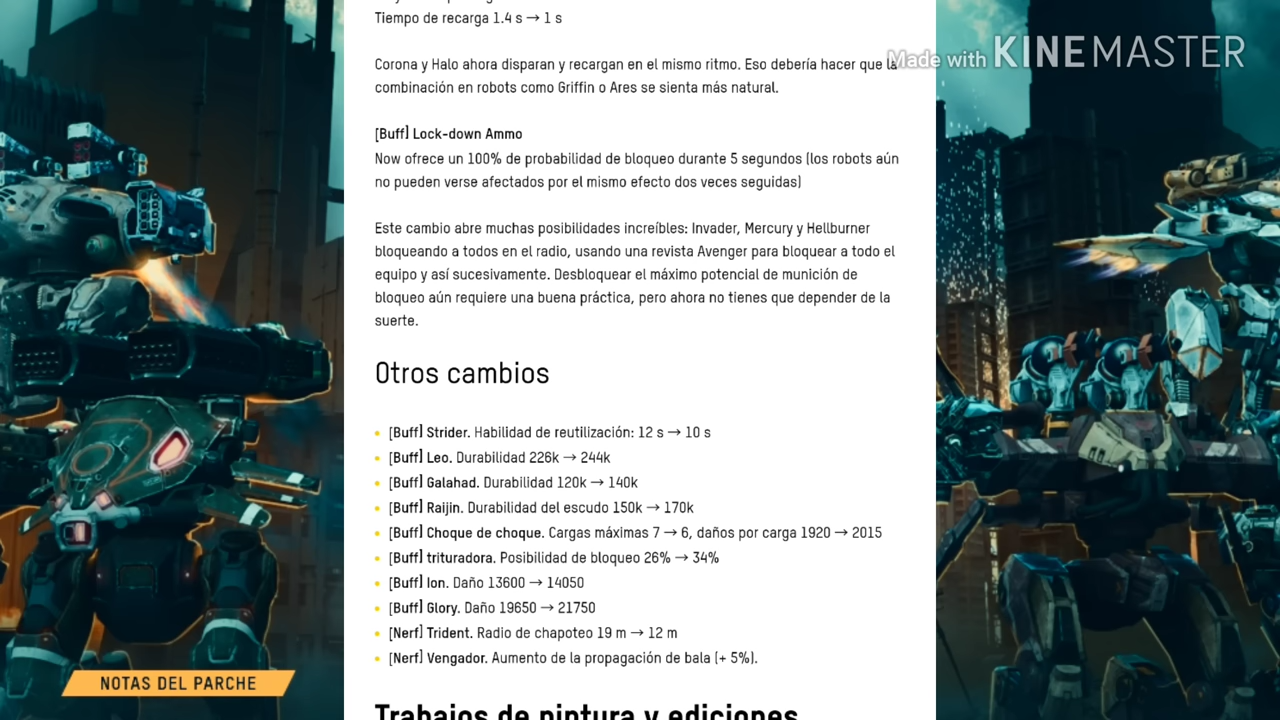 Tiempo de recarga 1.4 s → 1 s
Made with KINEMASTER
Corona y Halo ahora disparan y recargan en el mismo ritmo. Eso debería hacer que la
combinación en robots como Griffin o Ares se sienta más natural.
[Buff] Lock-down Ammo
Now ofrece un 100% de probabilidad de bloqueo durante 5 segundos (los robots aún
no pueden verse afectados por el mismo efecto dos veces seguidas)
Este cambio abre muchas posibilidades increíbles: Invader, Mercury y Hellburner
bloqueando a todos en el radio, usando una revista Avenger para bloquear a todo el
equipo y así sucesivamente. Desbloquear el máximo potencial de munición de
bloqueo aún requiere una buena práctica, pero ahora no tienes que depender de la
suerte.
Otros cambios
• [Buff] Strider. Habilidad de reutilización: 12 s → 10 s
• [Buff] Leo. Durabilidad 226k → 244k
• [Buff] Galahad. Durabilidad 120k → 140k
• [Buff] Raijin. Durabilidad del escudo 150k → 170k
• [Buff] Choque de choque. Cargas máximas 7 → 6, daños por carga 1920 → 2015
• [Buff] trituradora. Posibilidad de bloqueo 26% → 34%
• [Buff] Ion. Daño 13600 → 14050
• [Buff] Glory. Daño 19650 → 21750
• [Nerf] Trident. Radio de chapoteo 19 m → 12 m
• [Nerf] Vengador. Aumento de la propagación de bala (+ 5%).
NOTAS DEL PARCHE
Trabajos de pintura y ediciones